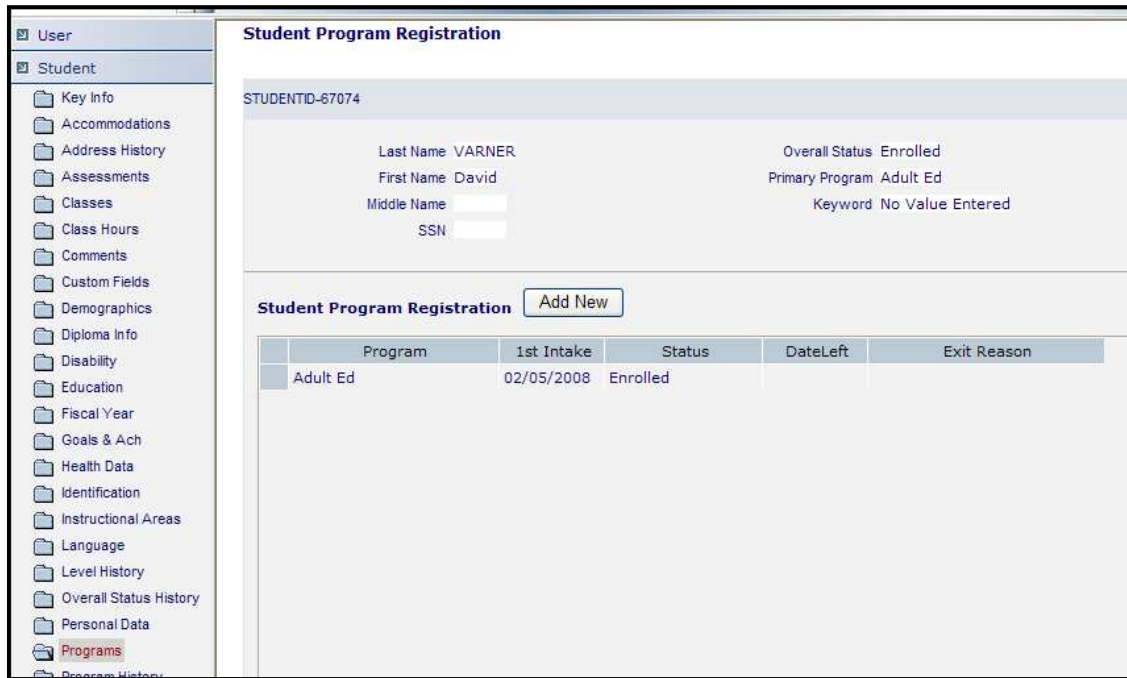 User
Student
Key Info
Accommodations
Address History
Assessments
Classes
Class Hours
Comments
Custom Fields
Demographics
Diploma Info
Disability
Education
Fiscal Year
Goals & Ach
Health Data
Identification
Instructional Areas
Language
Level History
Overall Status History
Personal Data
Programs
Program History
Student Program Registration
STUDENTID-67074
Last Name VARNER Overall Status Enrolled
First Name David Primary Program Adult Ed
Middle Name Keyword No Value Entered
SSN
Student Program Registration Add New
Program 1st Intake Status DateLeft Exit Reason
Adult Ed 02/05/2008 Enrolled